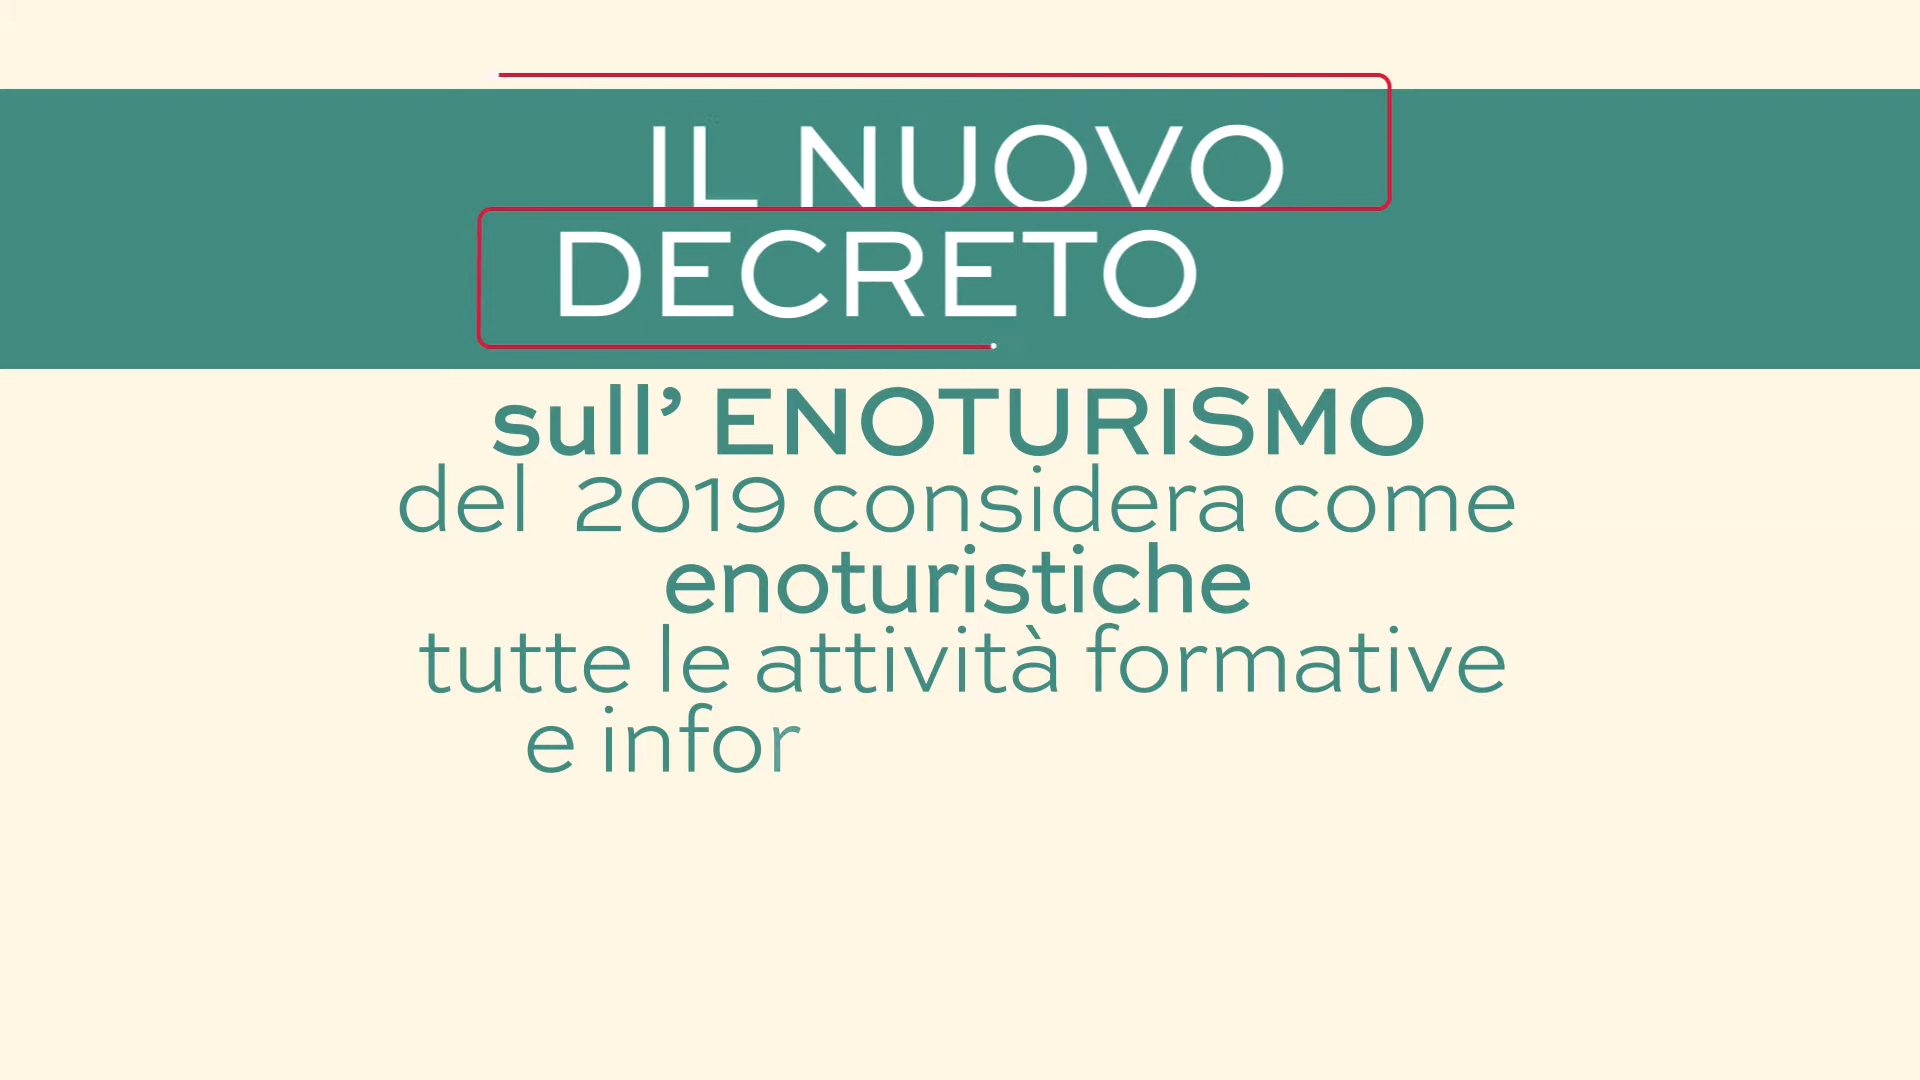 IL NUOVO
DECRETO
sull’ ENOTURISMO
del 2019 considera come
enoturistiche
tutte le attività formative
e infor